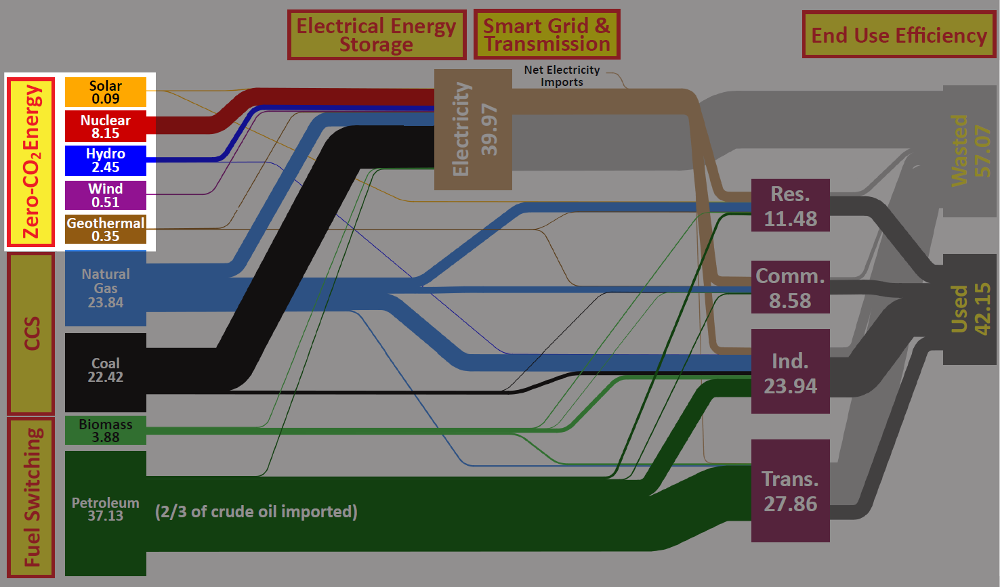 Electrical Energy
Storage
Smart Grid &
Transmission
End Use Efficiency
Net Electricity
Imports
Zero-CO2Energy
Solar
0.09
Nuclear
8.15
Hydro
2.45
Wind
0.51
Geothermal
0.35
CCS
Natural
Gas
23.84
Coal
22.42
Fuel Switching
Biomass
3.88
Petroleum
37.13
(2/3 of crude oil imported)
Electricity
39.97
Res.
11.48
Comm.
8.58
Ind.
23.94
Trans.
27.86
Wasted
57.07
Used
42.15